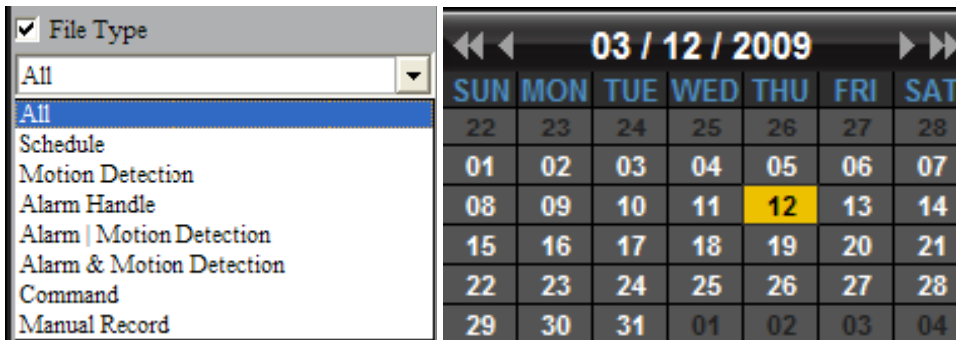 File Type
All
All
Schedule
Motion Detection
Alarm Handle
Alarm | Motion Detection
Alarm & Motion Detection
Command
Manual Record
03 / 12 / 2009
SUN MON TUE WED THU FRI SAT
22 23 24 25 26 27 28
01 02 03 04 05 06 07
08 09 10 11 12 13 14
15 16 17 18 19 20 21
22 23 24 25 26 27 28
29 30 31 01 02 03 04